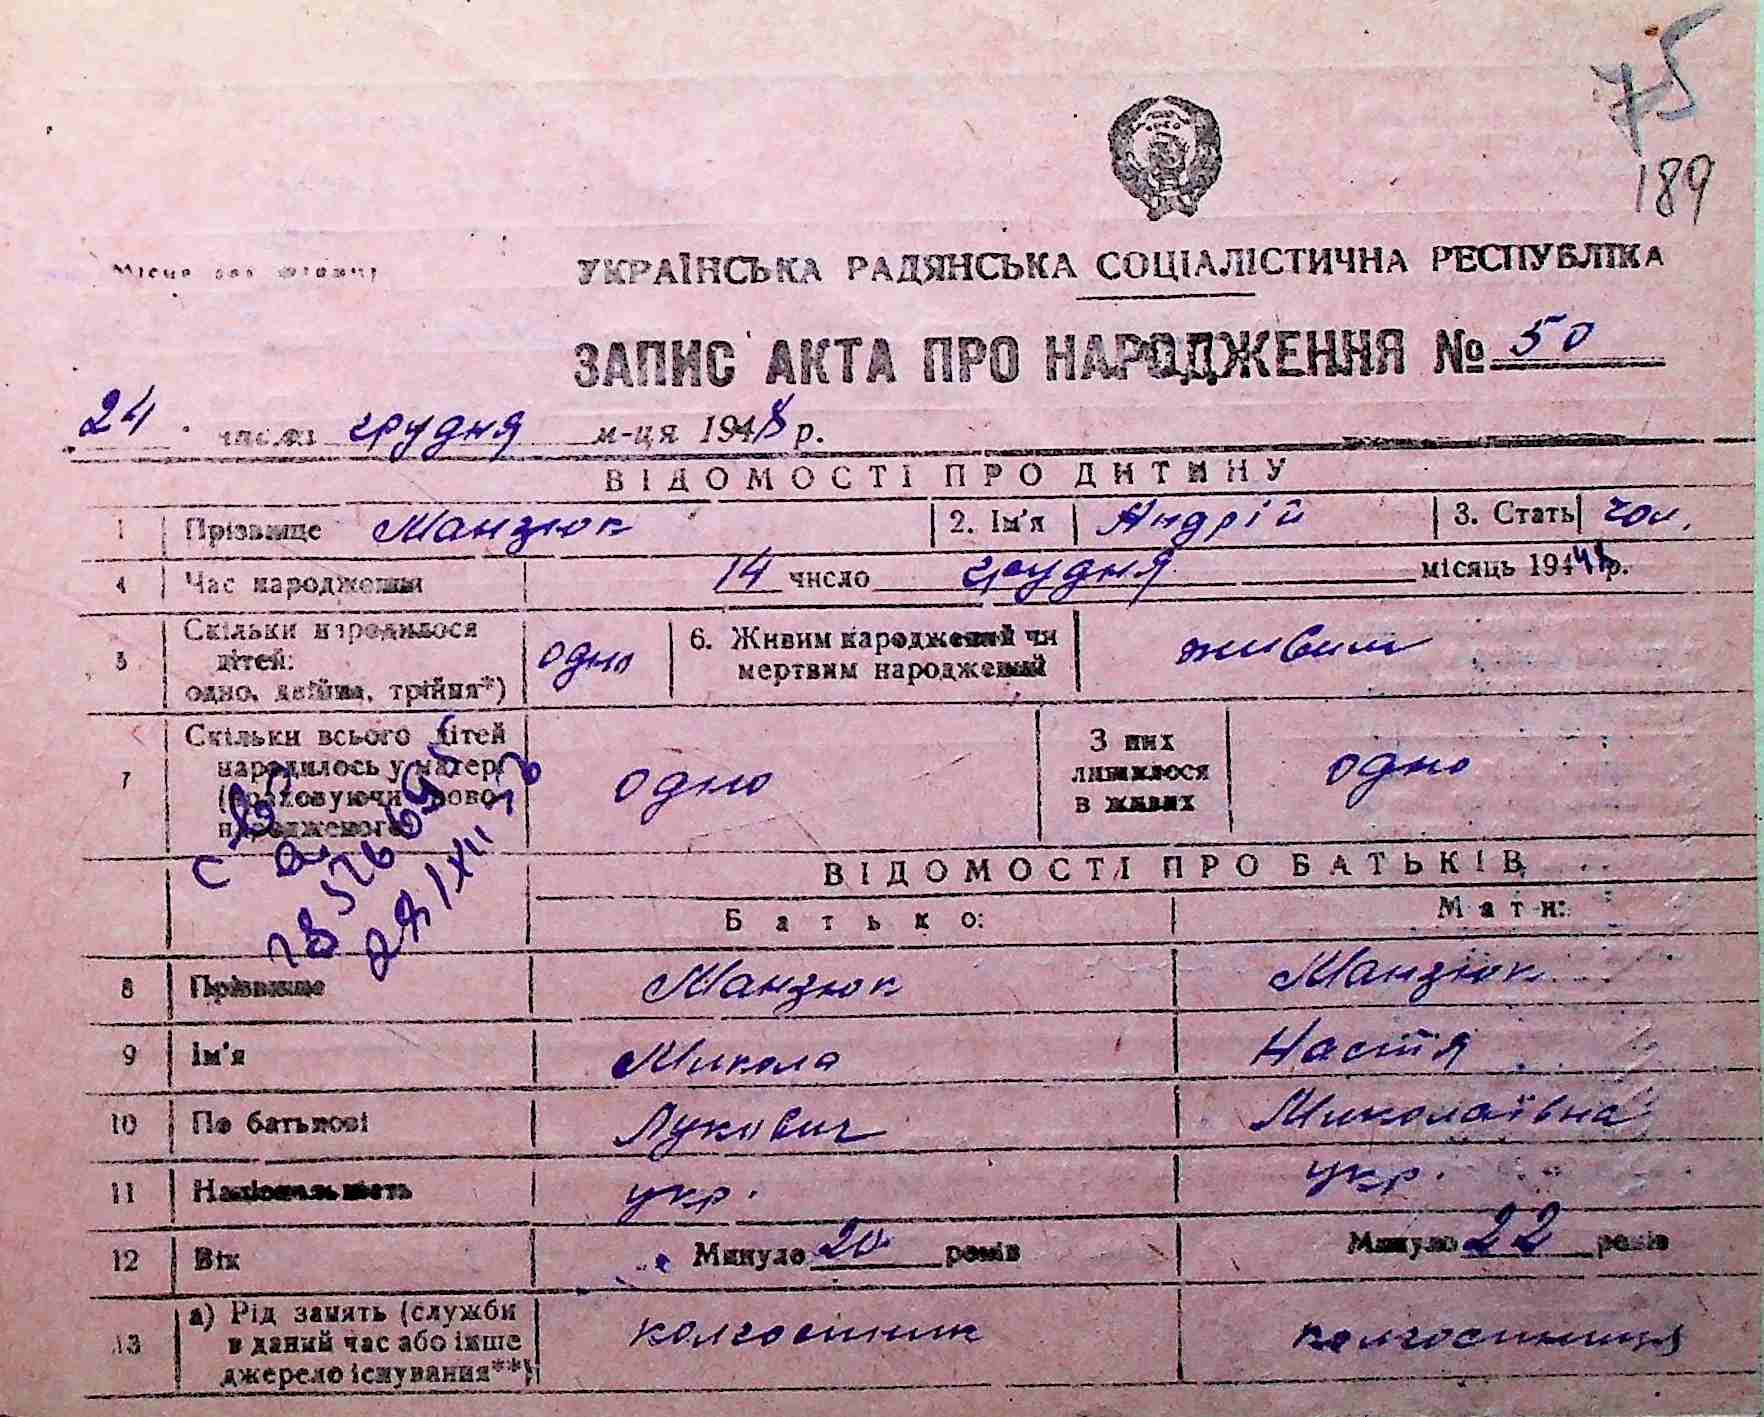 75
189
УКРАЇНСЬКА РАДЯНСЬКА СОЦІАЛІСТИЧНА РЕСПУБЛІКА
ЗАПИС АКТА ПРО НАРОДЖЕННЯ № 50
24 числа грудня м-ця 1948 р.
ВІДОМОСТІ ПРО ДИТИНУ
1 Прізвище Манзюк 2. Ім'я Андрій 3. Стать чол.
4 Час народження 14 число грудня місяць 1948 р.
5 Скільки народилося дітей: одно, двійня, трійня*) одно 6. Живим народжений чи мертвим народжений живим
7 Скільки всього дітей народилось у матері (враховуючи ново-народженого) одно З них лишилося в живих одно
ВІДОМОСТІ ПРО БАТЬКІВ
Батько: Мати:
8 Прізвище Манзюк Манзюк
9 Ім'я Микола Настя
10 По батькові Лукович Миколаївна
11 Національність укр. укр.
12 Вік Минуло 20 років Минуло 22 років
13 а) Рід занять (служби в даний час або інше джерело існування**) колгоспник колгоспниця